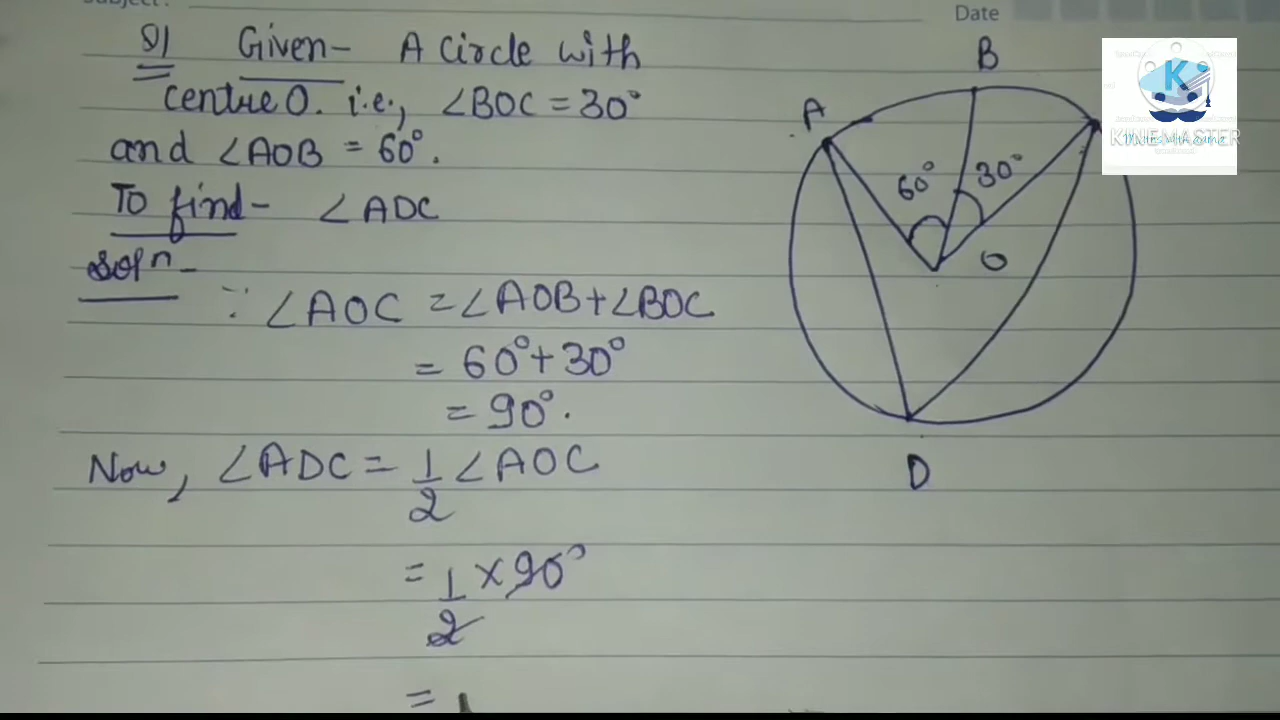 Date
Q1 Given- A Circle with
centre O. i.e., ∠BOC = 30°
and ∠AOB = 60°.
To find- ∠ADC
Solⁿ-
∵ ∠AOC = ∠AOB + ∠BOC
= 60° + 30°
= 90°.
Now, ∠ADC = 1/2 ∠AOC
= 1/2 × 90°
=
B
A
60° 30°
O
D
K
KINEMASTER